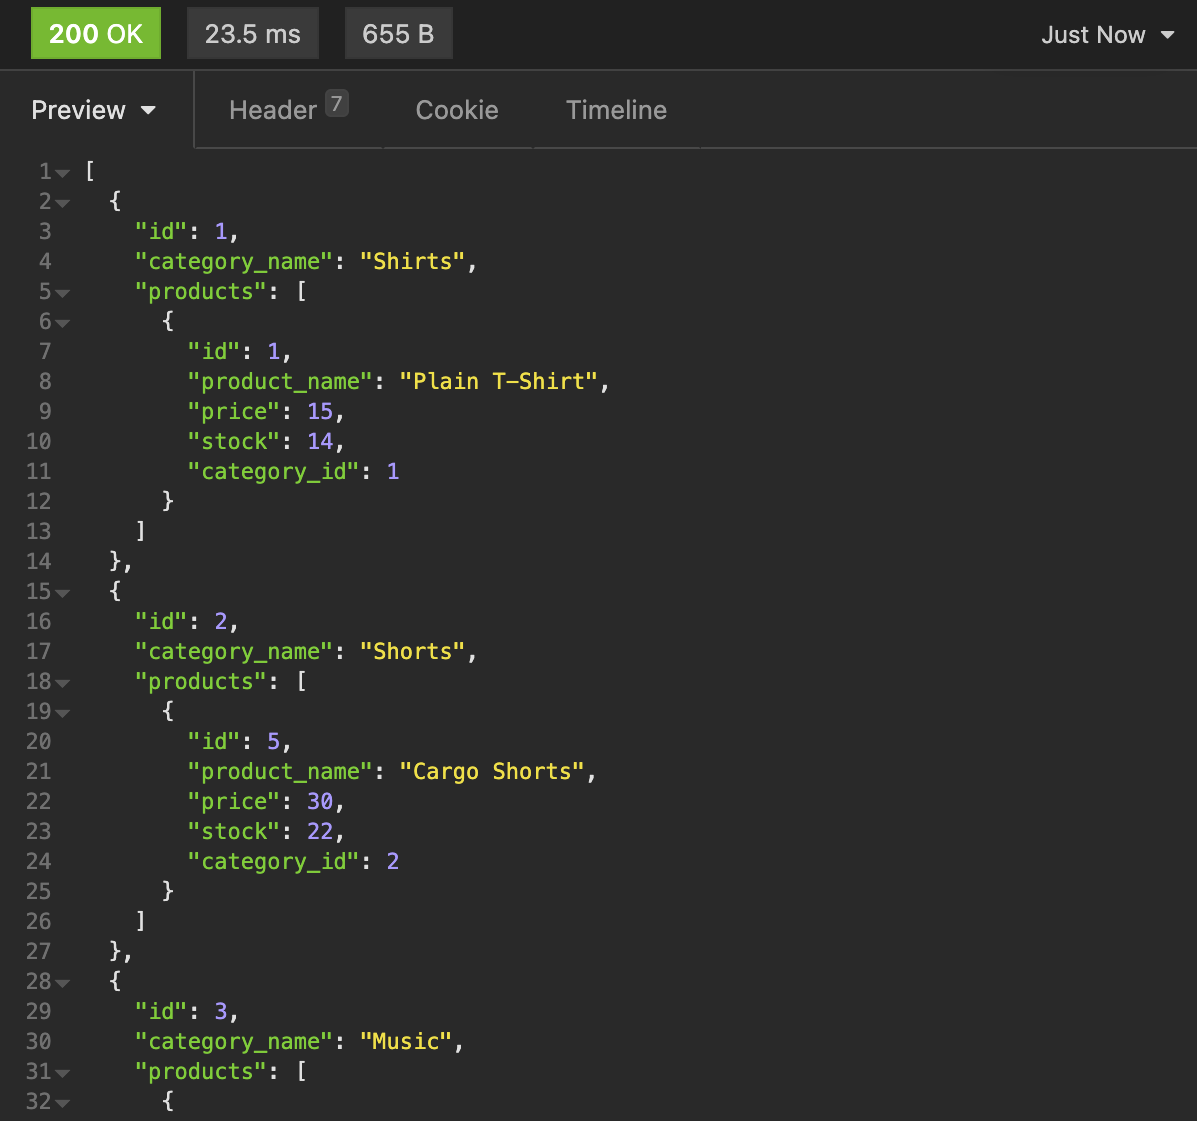 200 OK 23.5 ms 655 B Just Now
Preview Header 7 Cookie Timeline
1 [
2 {
3 "id": 1,
4 "category_name": "Shirts",
5 "products": [
6 {
7 "id": 1,
8 "product_name": "Plain T-Shirt",
9 "price": 15,
10 "stock": 14,
11 "category_id": 1
12 }
13 ]
14 },
15 {
16 "id": 2,
17 "category_name": "Shorts",
18 "products": [
19 {
20 "id": 5,
21 "product_name": "Cargo Shorts",
22 "price": 30,
23 "stock": 22,
24 "category_id": 2
25 }
26 ]
27 },
28 {
29 "id": 3,
30 "category_name": "Music",
31 "products": [
32 {